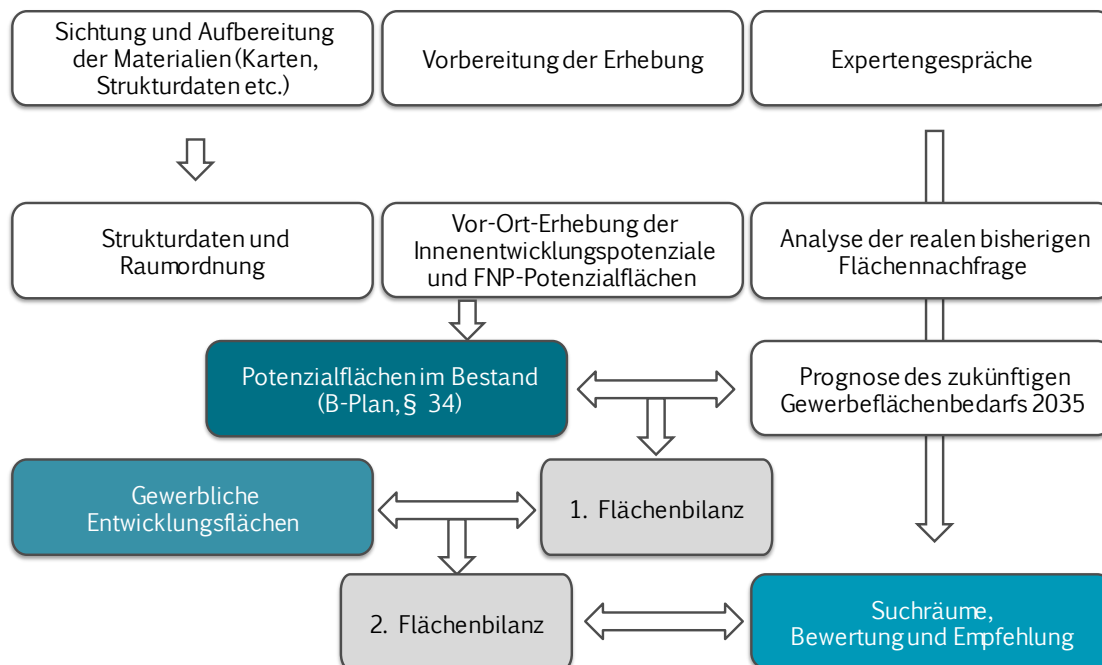 Sichtung und Aufbereitung
der Materialien (Karten,
Strukturdaten etc.)
Vorbereitung der Erhebung
Expertengespräche
Strukturdaten und
Raumordnung
Vor-Ort-Erhebung der
Innenentwicklungspotenziale
und FNP-Potenzialflächen
Analyse der realen bisherigen
Flächennachfrage
Potenzialflächen im Bestand
(B-Plan, § 34)
Prognose des zukünftigen
Gewerbeflächenbedarfs 2035
Gewerbliche
Entwicklungsflächen
1. Flächenbilanz
2. Flächenbilanz
Suchräume,
Bewertung und Empfehlung